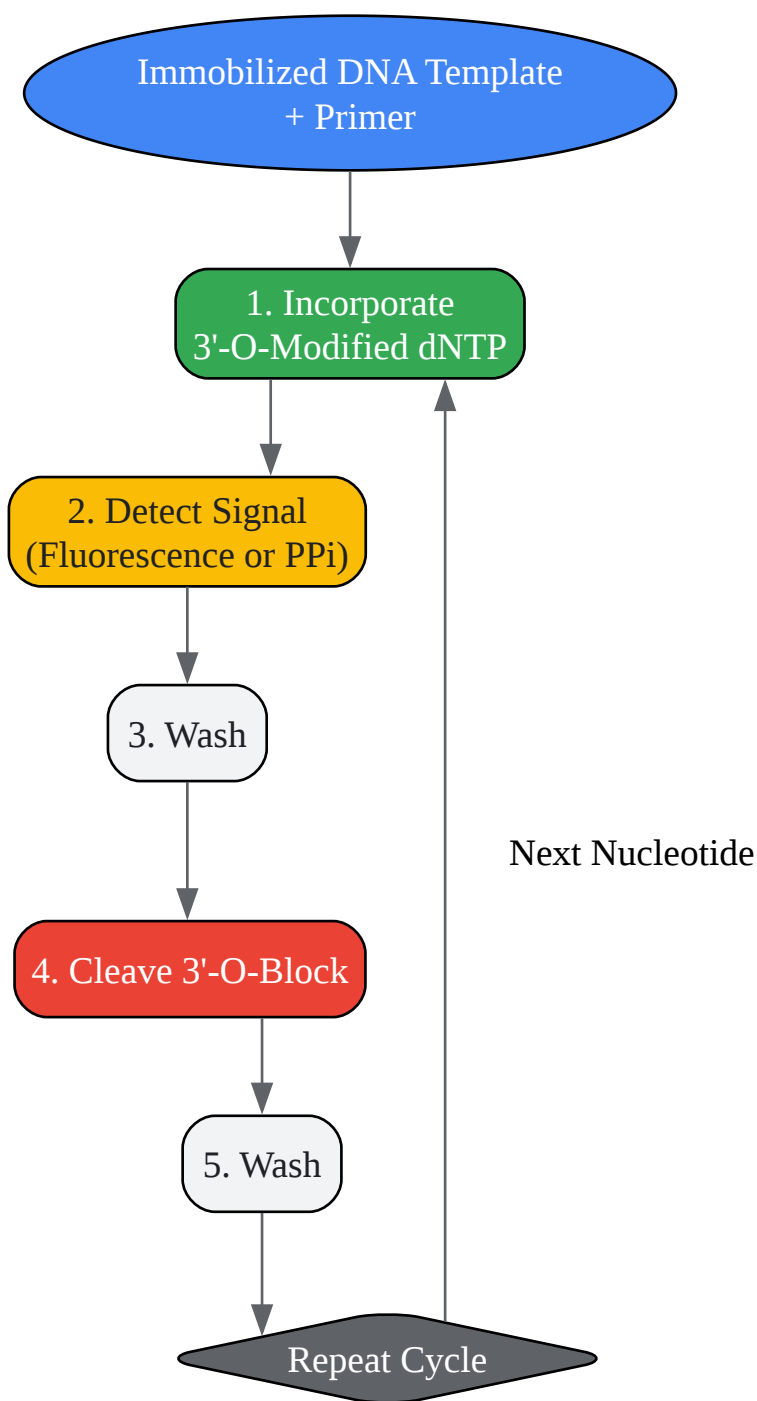 Immobilized DNA Template
+ Primer
1. Incorporate
3'-O-Modified dNTP
2. Detect Signal
(Fluorescence or PPi)
3. Wash
Next Nucleotide
4. Cleave 3'-O-Block
5. Wash
Repeat Cycle